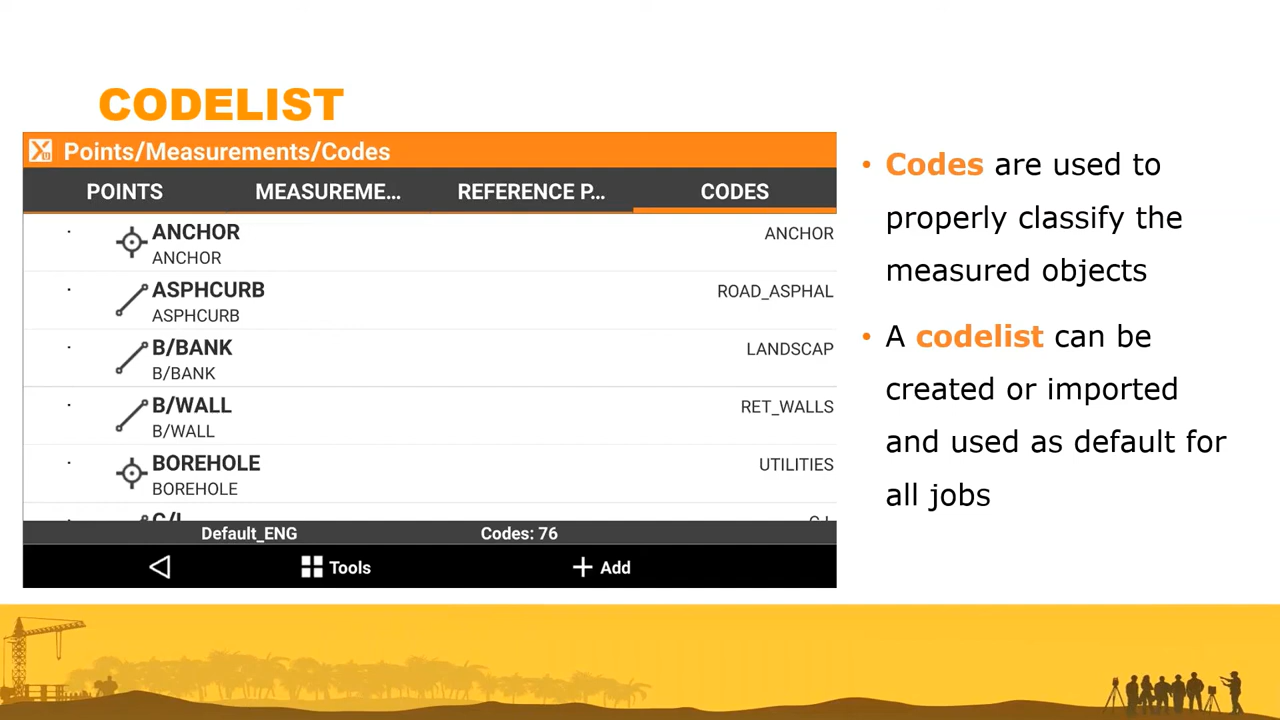 CODELIST
Points/Measurements/Codes
POINTS MEASUREME... REFERENCE P... CODES
ANCHOR ANCHOR
ANCHOR
ASPHCURB ROAD_ASPHAL
ASPHCURB
B/BANK LANDSCAP
B/BANK
B/WALL RET_WALLS
B/WALL
BOREHOLE UTILITIES
BOREHOLE
Default_ENG Codes: 76
Tools Add
• Codes are used to
properly classify the
measured objects
• A codelist can be
created or imported
and used as default for
all jobs